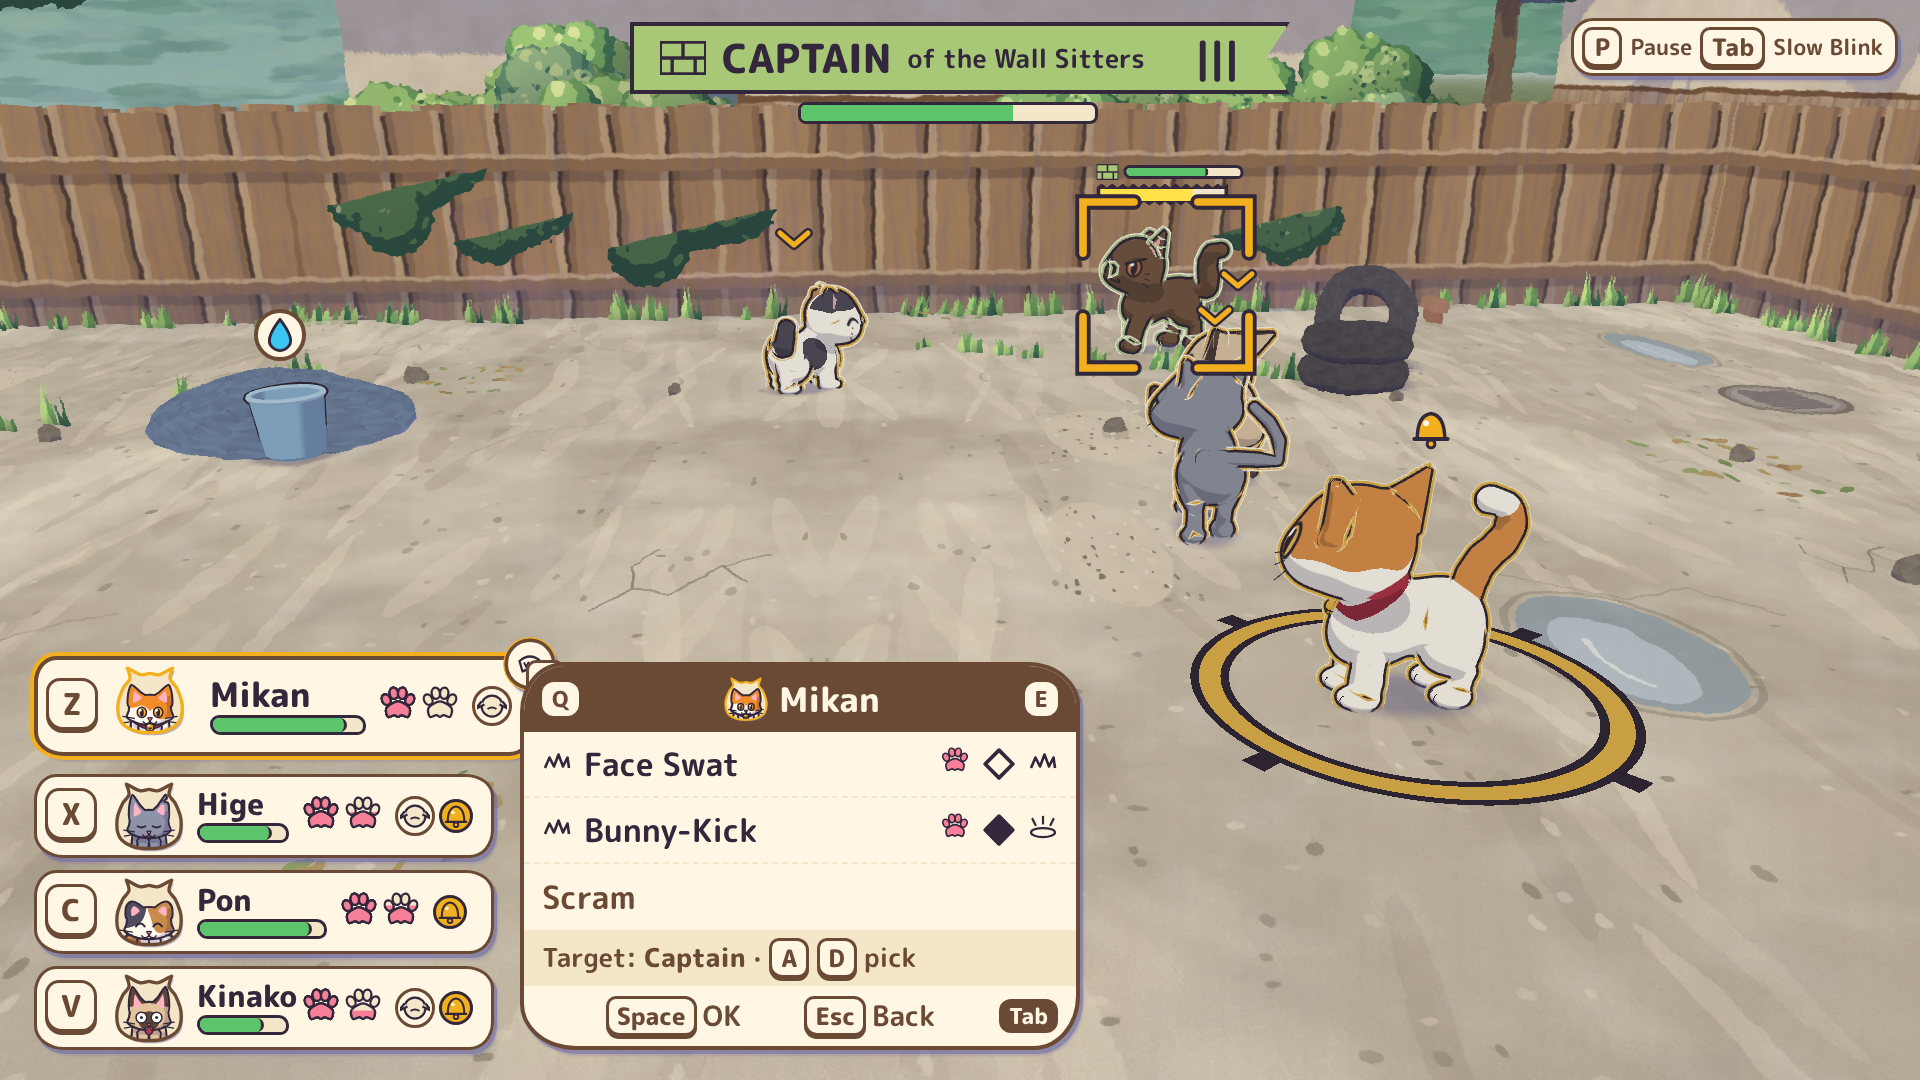 CAPTAIN of the Wall Sitters
P Pause Tab Slow Blink
Z Mikan
X Hige
C Pon
V Kinako
Q Mikan E
Face Swat
Bunny-Kick
Scram
Target: Captain · A D pick
Space OK Esc Back Tab